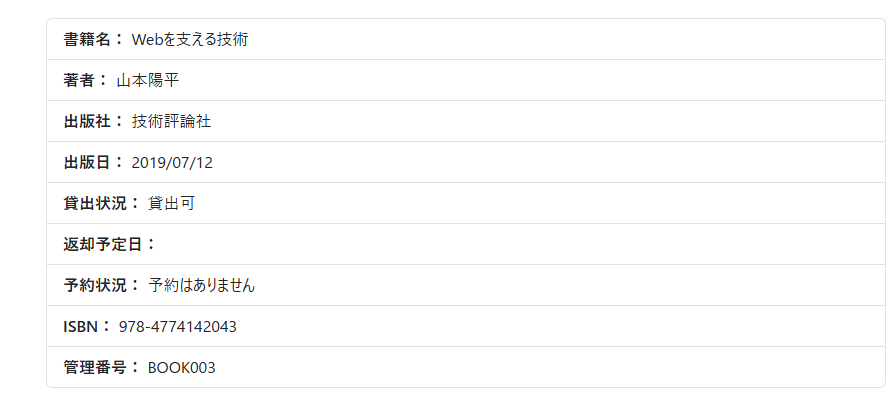 書籍名： Webを支える技術
著者： 山本陽平
出版社： 技術評論社
出版日： 2019/07/12
貸出状況： 貸出可
返却予定日：
予約状況： 予約はありません
ISBN： 978-4774142043
管理番号： BOOK003